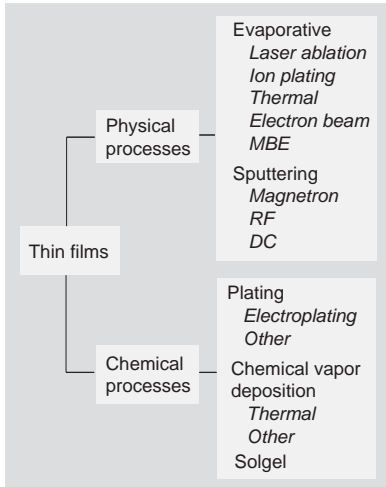 Thin films
Physical
processes
Evaporative
Laser ablation
Ion plating
Thermal
Electron beam
MBE
Sputtering
Magnetron
RF
DC
Chemical
processes
Plating
Electroplating
Other
Chemical vapor
deposition
Thermal
Other
Solgel